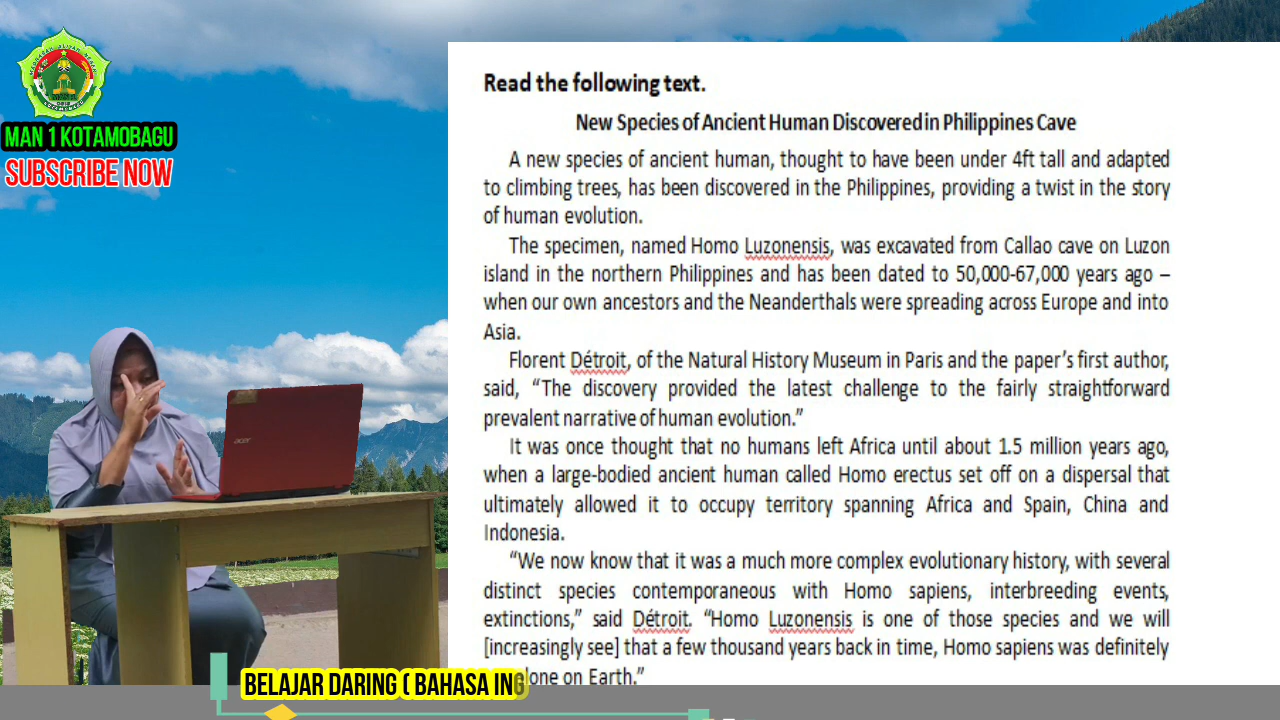 MAN 1 KOTAMOBAGU
SUBSCRIBE NOW
Read the following text.
New Species of Ancient Human Discovered in Philippines Cave
A new species of ancient human, thought to have been under 4ft tall and adapted
to climbing trees, has been discovered in the Philippines, providing a twist in the story
of human evolution.
The specimen, named Homo Luzonensis, was excavated from Callao cave on Luzon
island in the northern Philippines and has been dated to 50,000-67,000 years ago –
when our own ancestors and the Neanderthals were spreading across Europe and into
Asia.
Florent Détroit, of the Natural History Museum in Paris and the paper’s first author,
said, “The discovery provided the latest challenge to the fairly straightforward
prevalent narrative of human evolution.”
It was once thought that no humans left Africa until about 1.5 million years ago,
when a large-bodied ancient human called Homo erectus set off on a dispersal that
ultimately allowed it to occupy territory spanning Africa and Spain, China and
Indonesia.
“We now know that it was a much more complex evolutionary history, with several
distinct species contemporaneous with Homo sapiens, interbreeding events,
extinctions,” said Détroit. “Homo Luzonensis is one of those species and we will
[increasingly see] that a few thousand years back in time, Homo sapiens was definitely
lone on Earth.”
BELAJAR DARING ( BAHASA ING
acer